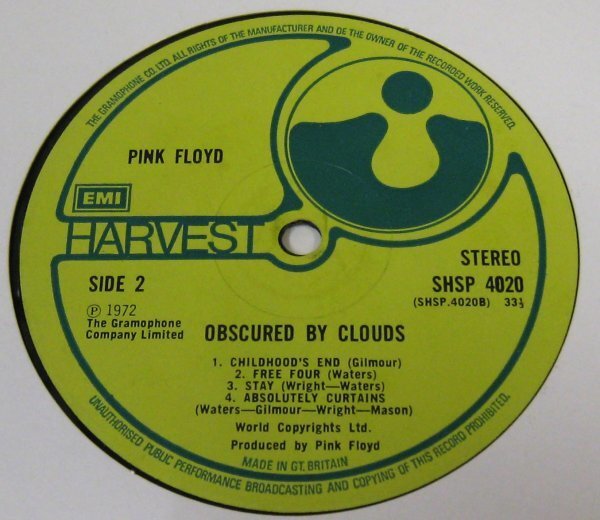 THE GRAMOPHONE CO. LTD. ALL RIGHTS OF THE MANUFACTURER AND OF THE OWNER OF THE RECORDED WORK RESERVED.
PINK FLOYD
EMI
HARVEST
STEREO
SIDE 2
SHSP 4020
(SHSP.4020B) 33⅓
Ⓟ 1972
The Gramophone
Company Limited
OBSCURED BY CLOUDS
1. CHILDHOOD'S END (Gilmour)
2. FREE FOUR (Waters)
3. STAY (Wright—Waters)
4. ABSOLUTELY CURTAINS
(Waters—Gilmour—Wright—Mason)
World Copyrights Ltd.
Produced by Pink Floyd
MADE IN GT. BRITAIN
UNAUTHORISED PUBLIC PERFORMANCE BROADCASTING AND COPYING OF THIS RECORD PROHIBITED.